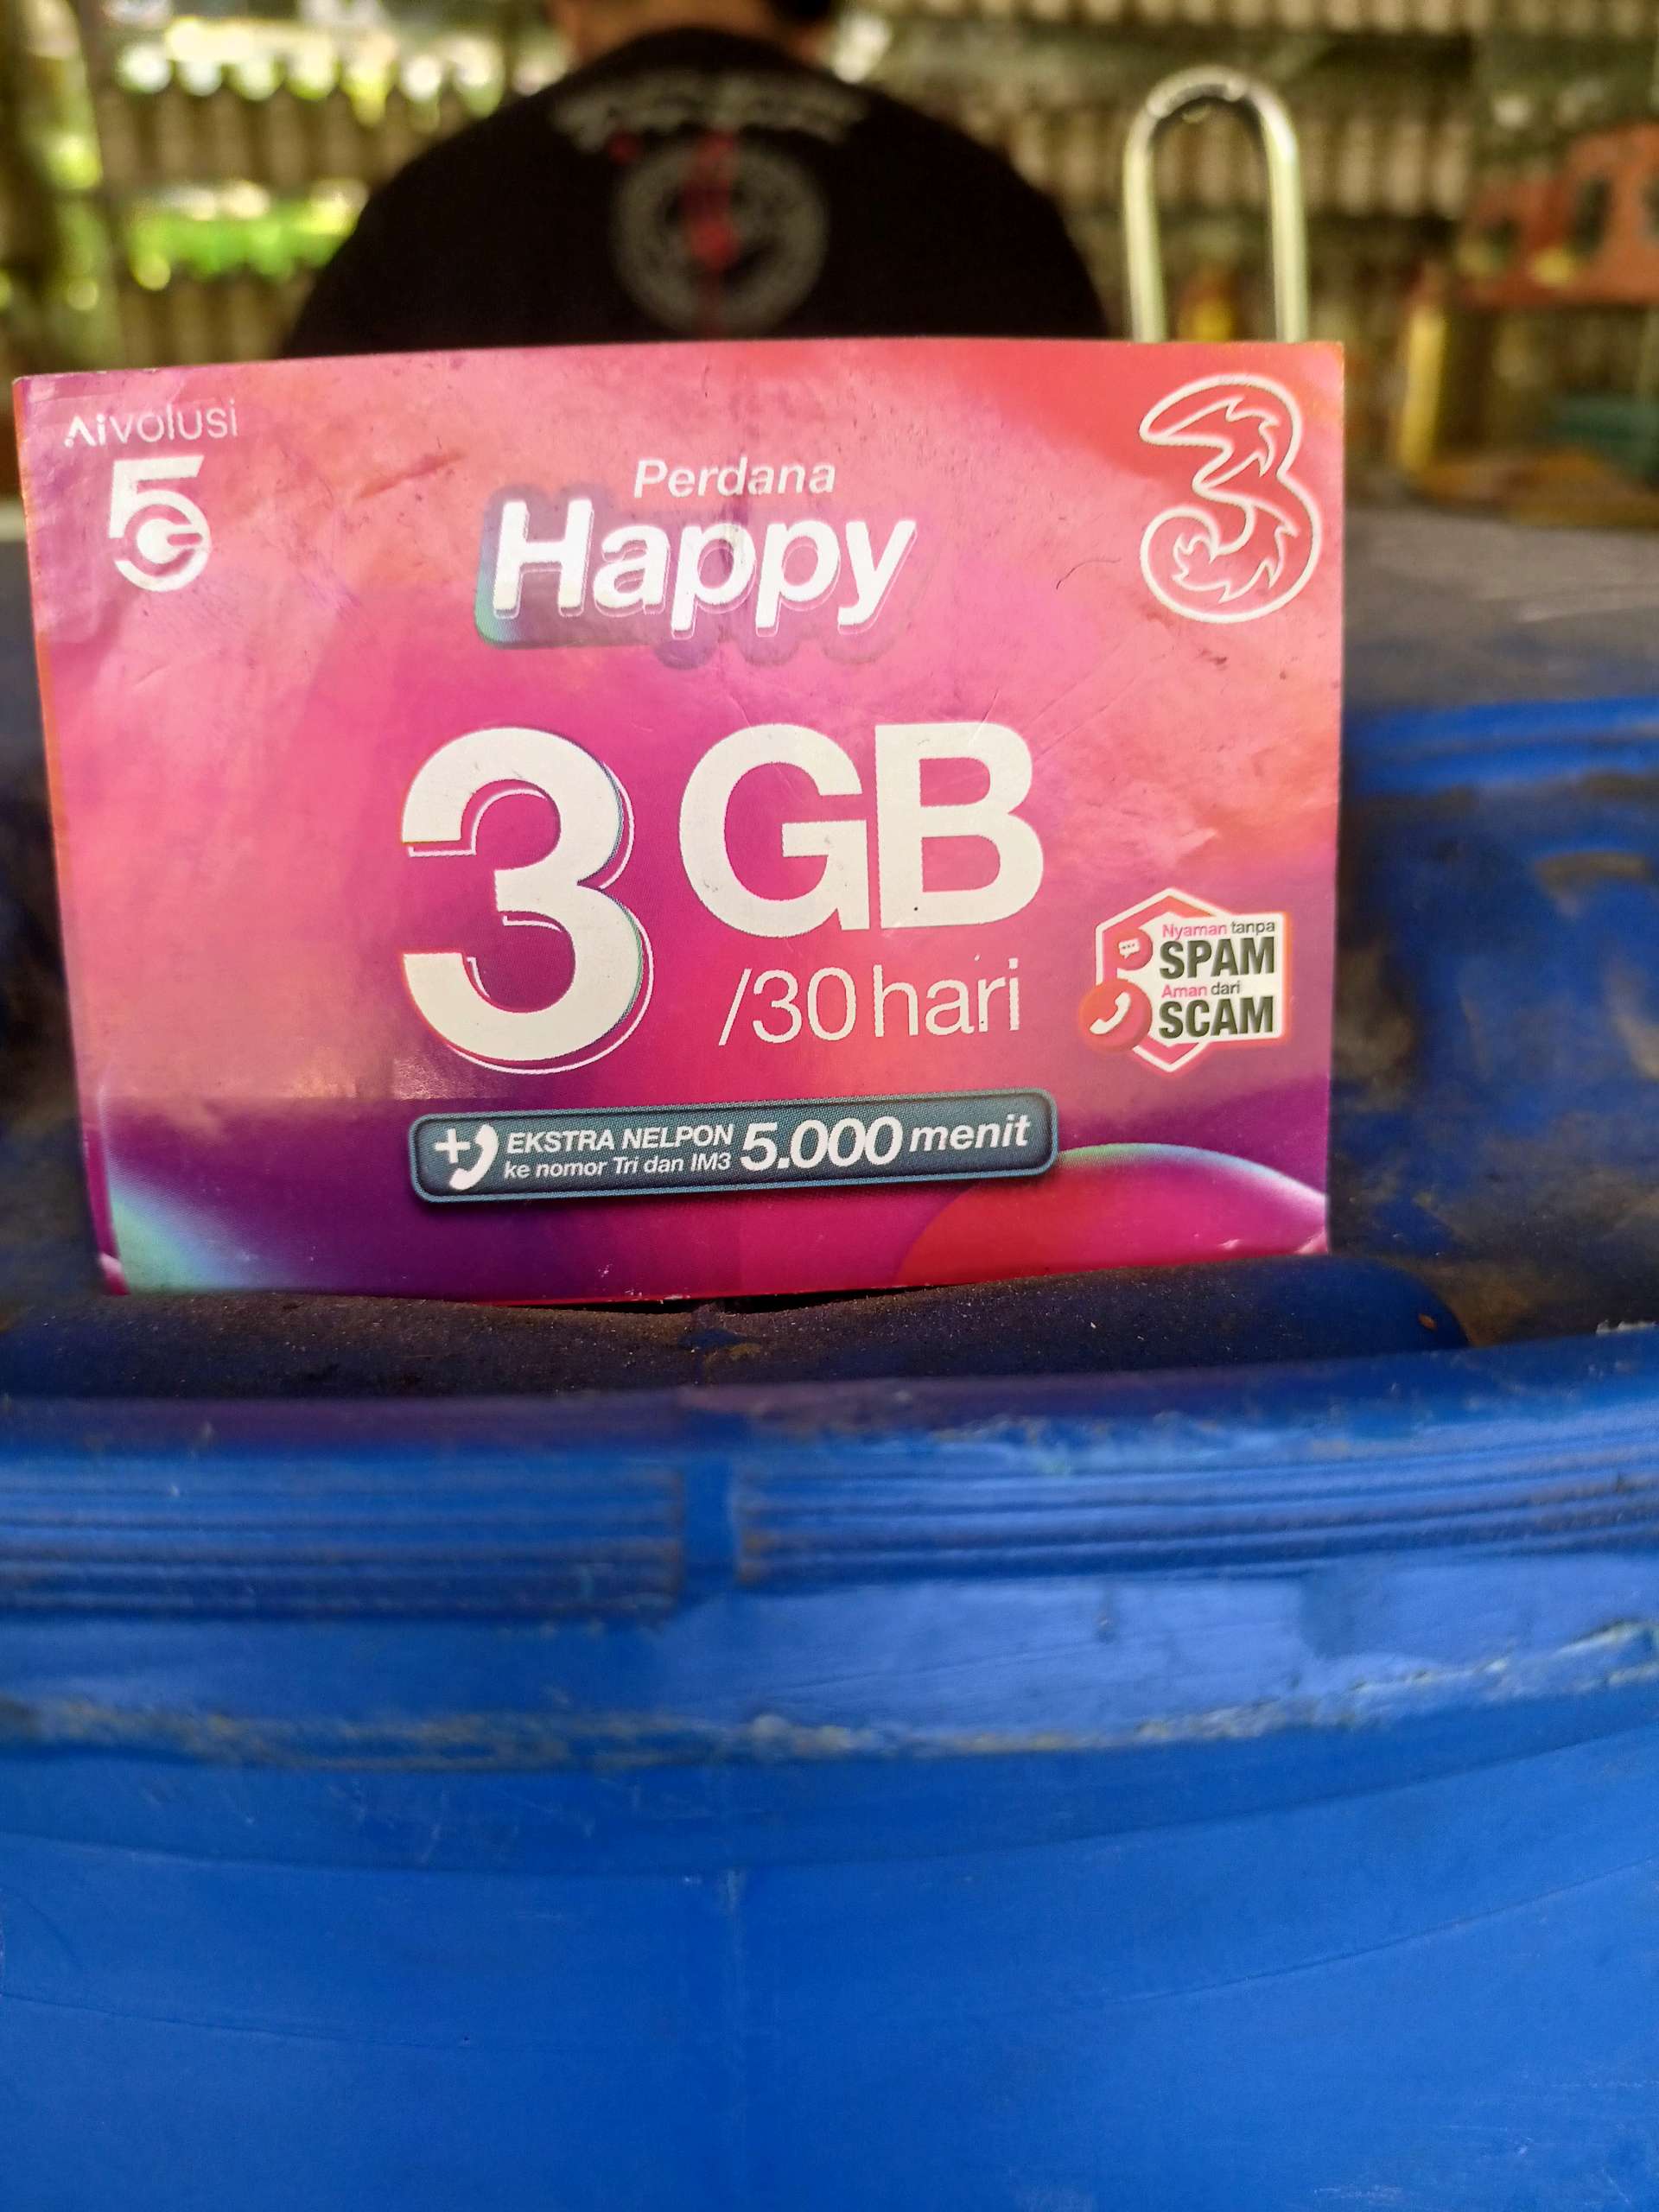 Aivolusi
5G
Perdana
Happy
3
3 GB
/30 hari
Nyaman tanpa
SPAM
Aman dari
SCAM
EKSTRA NELPON
ke nomor Tri dan IM3
5.000 menit